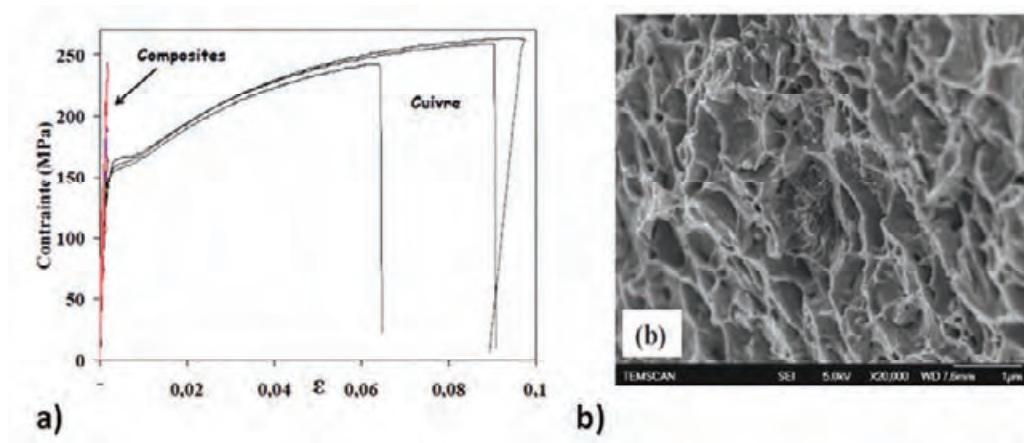 250
200
150
100
50
0
Contrainte (MPa)
Composites
Cuivre
0,02
0,04
0,06
0,08
0,1
ε
a)
(b)
TEMSCAN SEI 5.0kV X20,000 WD 7.6mm 1µm
b)